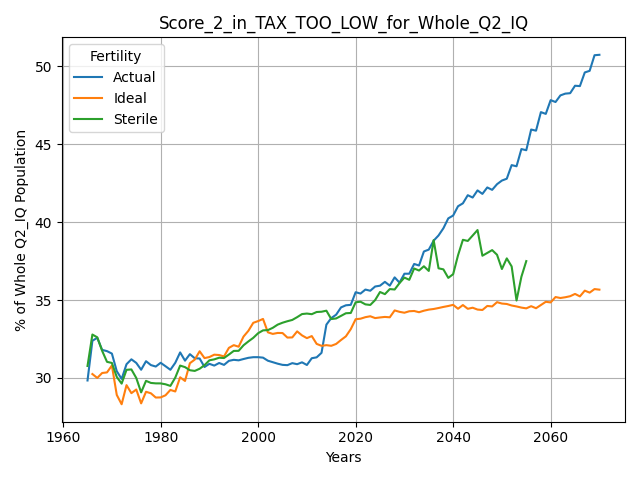 Score_2_in_TAX_TOO_LOW_for_Whole_Q2_IQ
Fertility
Actual
Ideal
Sterile
% of Whole Q2_IQ Population
50
45
40
35
30
1960
1980
2000
2020
2040
2060
Years